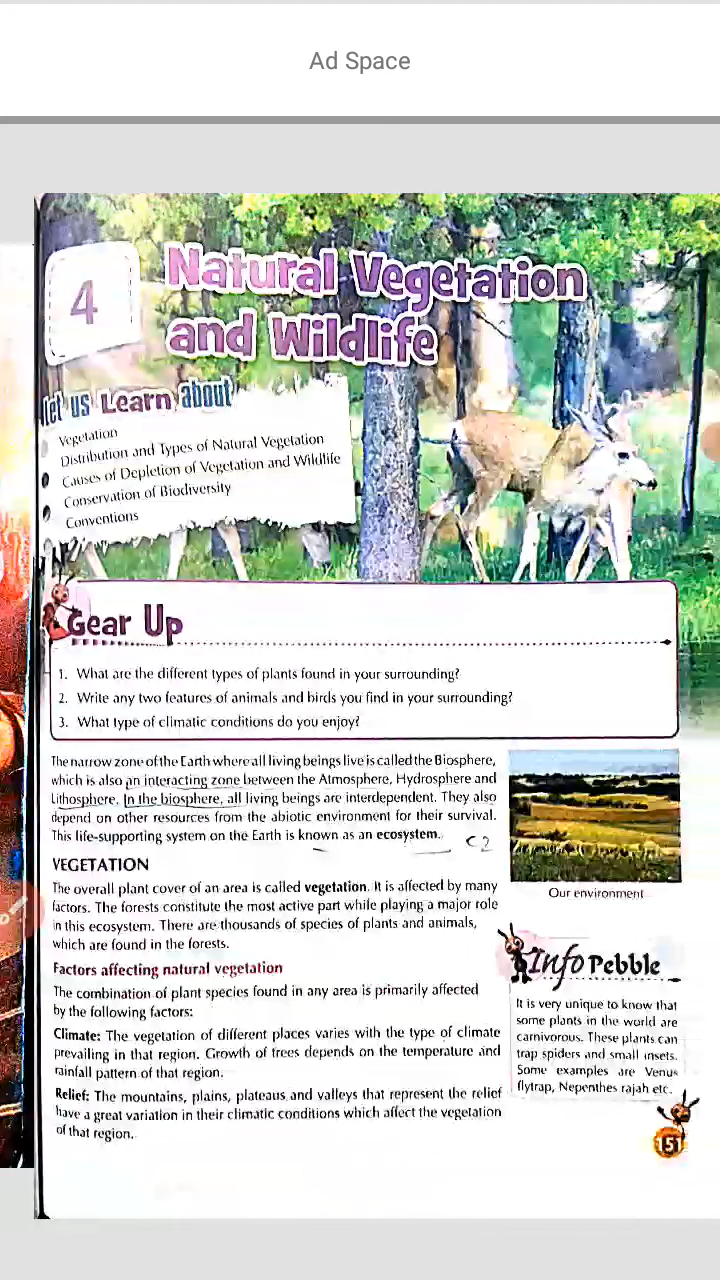 Ad Space
4
Natural Vegetation
and Wildlife
let us Learn about
Vegetation
Distribution and Types of Natural Vegetation
Causes of Depletion of Vegetation and Wildlife
Conservation of Biodiversity
Conventions
Gear Up
1. What are the different types of plants found in your surrounding?
2. Write any two features of animals and birds you find in your surrounding?
3. What type of climatic conditions do you enjoy?
The narrow zone of the Earth where all living beings live is called the Biosphere,
which is also an interacting zone between the Atmosphere, Hydrosphere and
Lithosphere. In the biosphere, all living beings are interdependent. They also
depend on other resources from the abiotic environment for their survival.
This life-supporting system on the Earth is known as an ecosystem.
Our environment
VEGETATION
The overall plant cover of an area is called vegetation. It is affected by many
factors. The forests constitute the most active part while playing a major role
in this ecosystem. There are thousands of species of plants and animals,
which are found in the forests.
Factors affecting natural vegetation
The combination of plant species found in any area is primarily affected
by the following factors:
Climate: The vegetation of different places varies with the type of climate
prevailing in that region. Growth of trees depends on the temperature and
rainfall pattern of that region.
Relief: The mountains, plains, plateaus and valleys that represent the relief
have a great variation in their climatic conditions which affect the vegetation
of that region.
Info Pebble
It is very unique to know that
some plants in the world are
carnivorous. These plants can
trap spiders and small insets.
Some examples are Venus
flytrap, Nepenthes rajah etc.
151